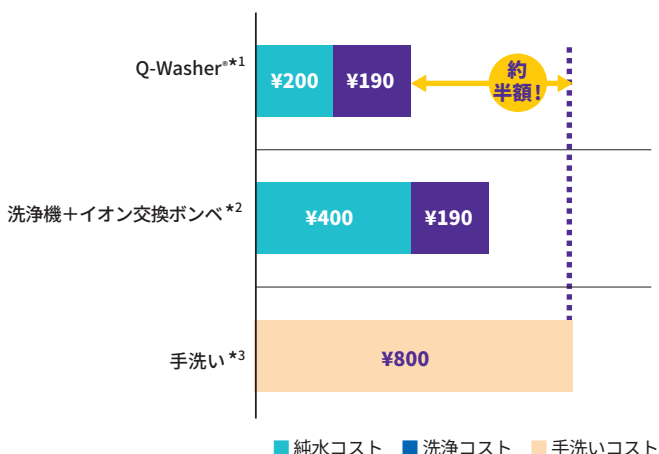 Q-Washer®*1
¥200
¥190
約
半額!
洗浄機+イオン交換ボンベ*2
¥400
¥190
手洗い*3
¥800
純水コスト
洗浄コスト
手洗いコスト